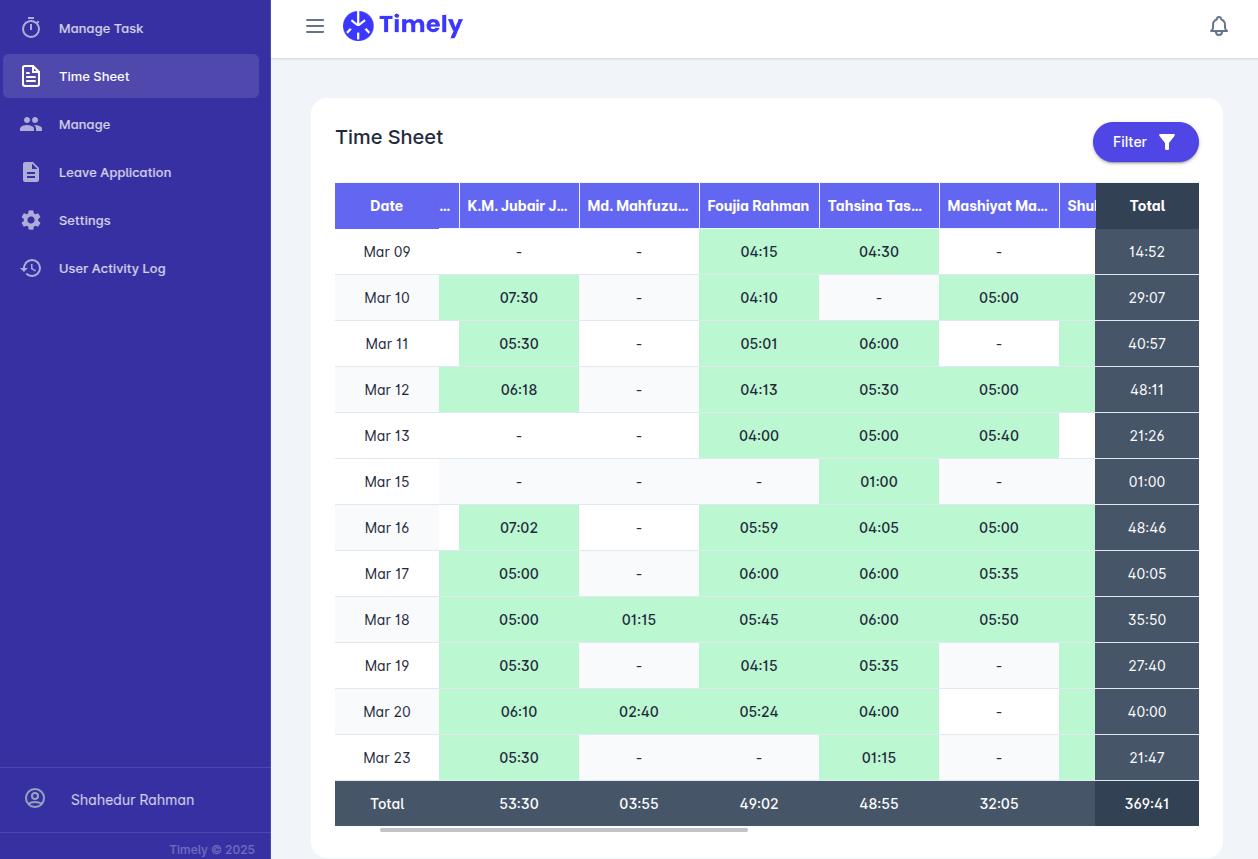 Manage Task
Time Sheet
Manage
Leave Application
Settings
User Activity Log
Shahedur Rahman
Timely © 2025
Timely
Time Sheet
Filter
Date ... K.M. Jubair J... Md. Mahfuzu... Foujia Rahman Tahsina Tas... Mashiyat Ma... Total
Mar 09 - - 04:15 04:30 - 14:52
Mar 10 07:30 - 04:10 - 05:00 29:07
Mar 11 05:30 - 05:01 06:00 - 40:57
Mar 12 06:18 - 04:13 05:30 05:00 48:11
Mar 13 - - 04:00 05:00 05:40 21:26
Mar 15 - - - 01:00 - 01:00
Mar 16 07:02 - 05:59 04:05 05:00 48:46
Mar 17 05:00 - 06:00 06:00 05:35 40:05
Mar 18 05:00 01:15 05:45 06:00 05:50 35:50
Mar 19 05:30 - 04:15 05:35 - 27:40
Mar 20 06:10 02:40 05:24 04:00 - 40:00
Mar 23 05:30 - - 01:15 - 21:47
Total 53:30 03:55 49:02 48:55 32:05 369:41